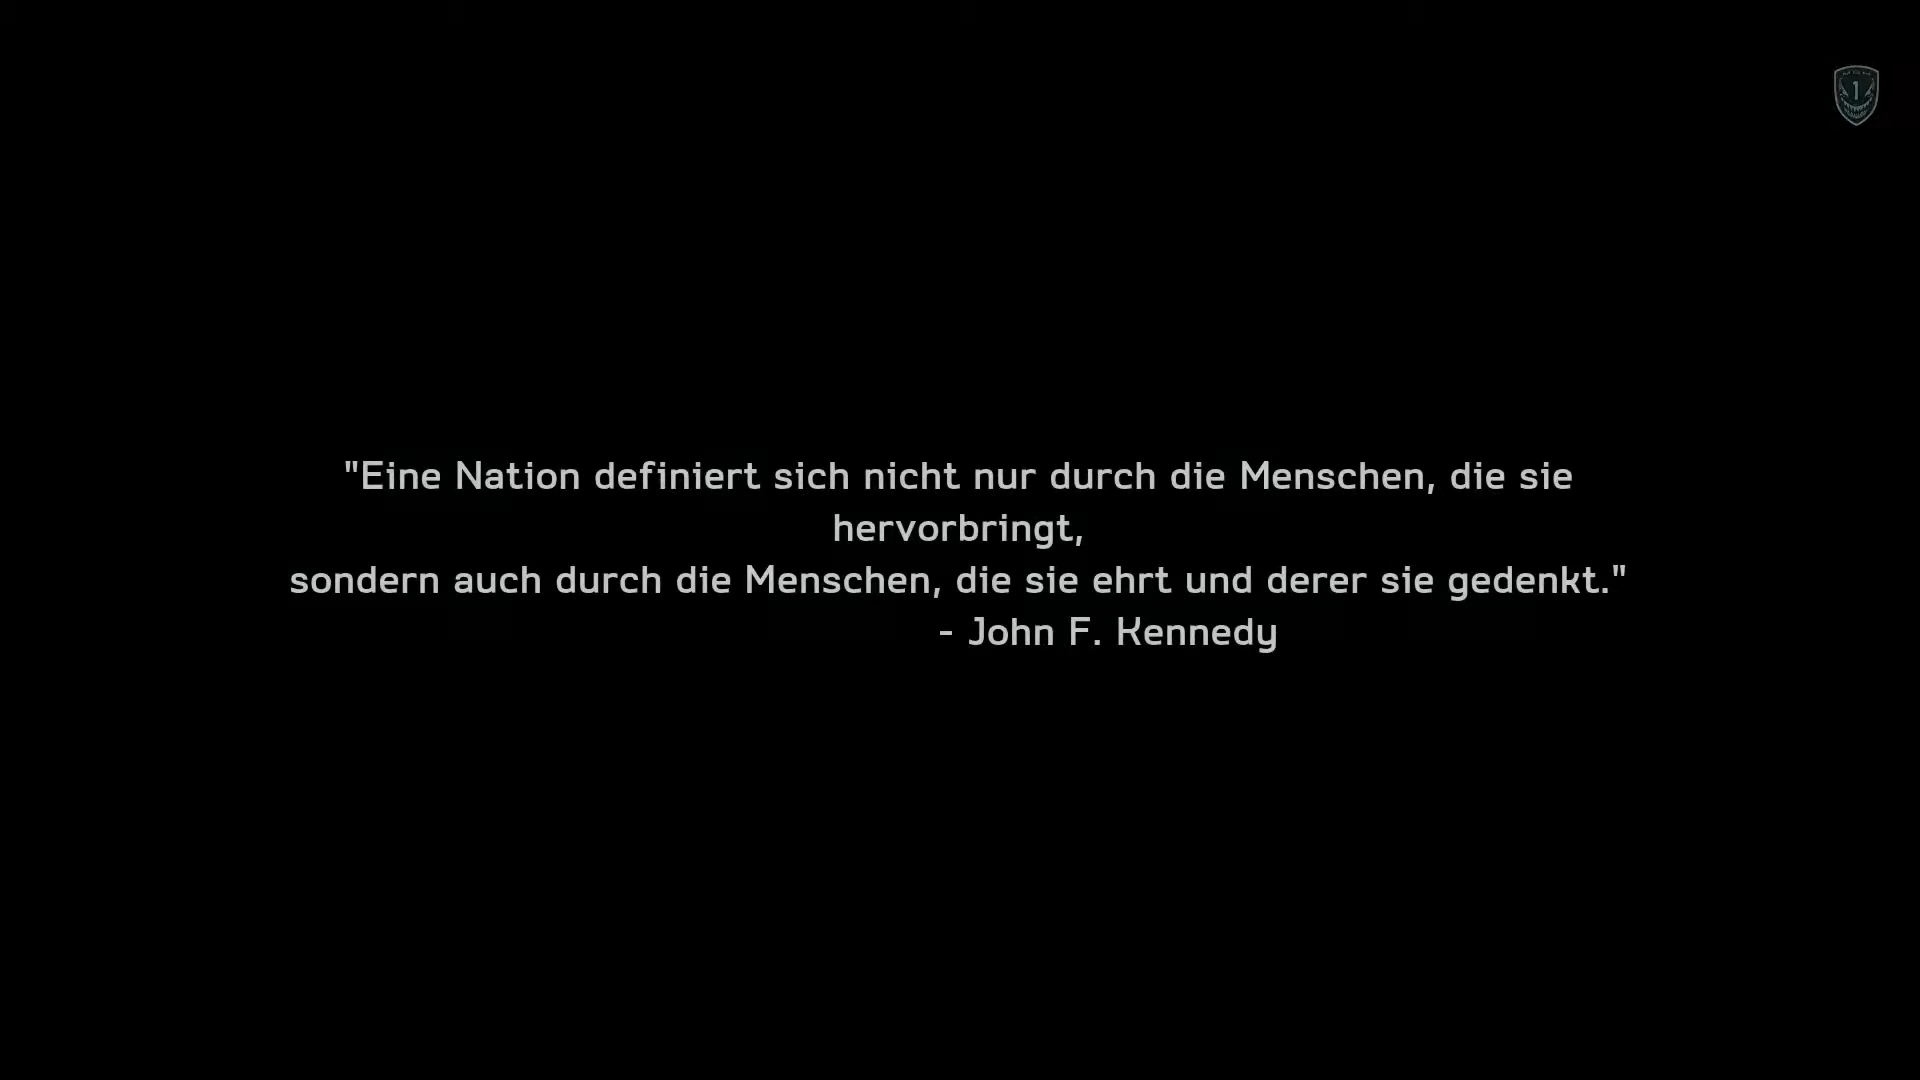 "Eine Nation definiert sich nicht nur durch die Menschen, die sie
hervorbringt,
sondern auch durch die Menschen, die sie ehrt und derer sie gedenkt."
- John F. Kennedy
1